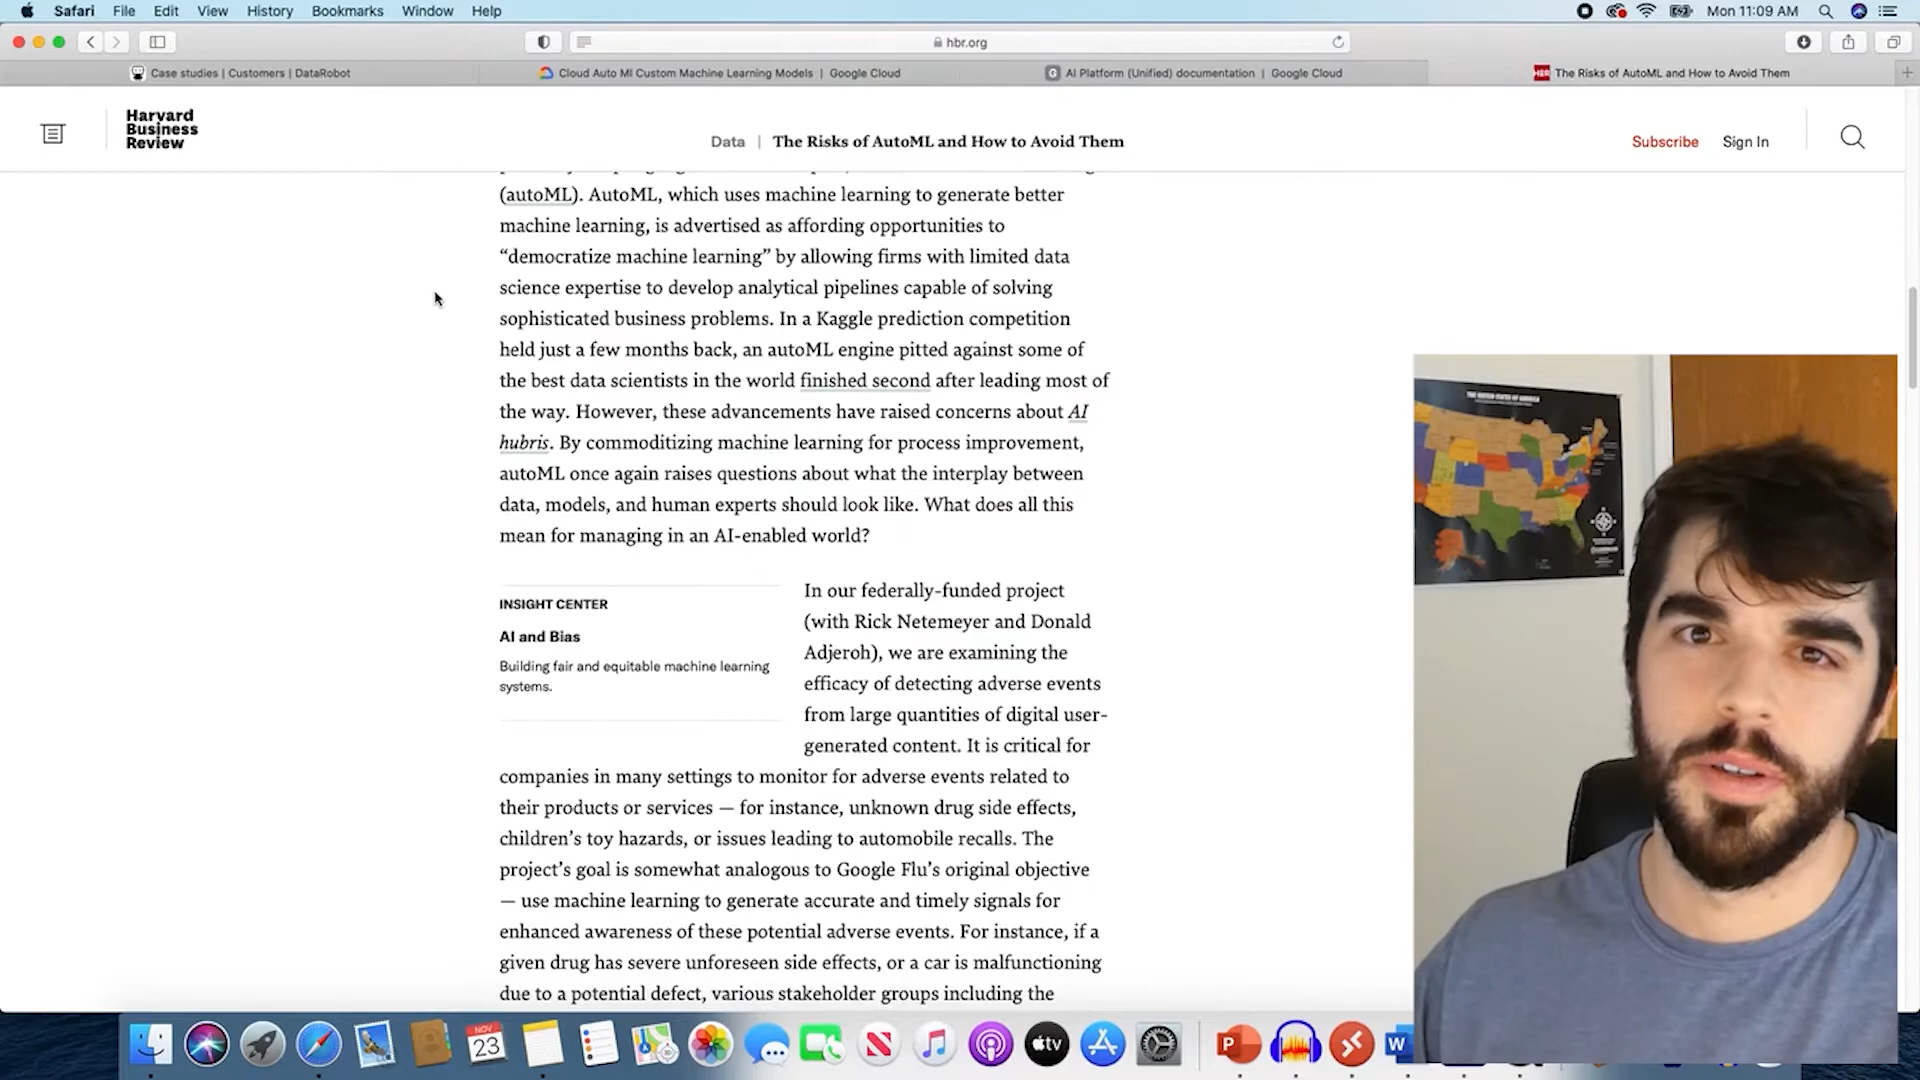 Safari File Edit View History Bookmarks Window Help Mon 11:09 AM
hbr.org
Case studies | Customers | DataRobot
Cloud Auto Ml Custom Machine Learning Models | Google Cloud
AI Platform (Unified) documentation | Google Cloud
HBR The Risks of AutoML and How to Avoid Them
Harvard
Business
Review
Data | The Risks of AutoML and How to Avoid Them
Subscribe Sign In
(autoML). AutoML, which uses machine learning to generate better
machine learning, is advertised as affording opportunities to
“democratize machine learning” by allowing firms with limited data
science expertise to develop analytical pipelines capable of solving
sophisticated business problems. In a Kaggle prediction competition
held just a few months back, an autoML engine pitted against some of
the best data scientists in the world finished second after leading most of
the way. However, these advancements have raised concerns about AI
hubris. By commoditizing machine learning for process improvement,
autoML once again raises questions about what the interplay between
data, models, and human experts should look like. What does all this
mean for managing in an AI-enabled world?
INSIGHT CENTER
AI and Bias
Building fair and equitable machine learning
systems.
In our federally-funded project
(with Rick Netemeyer and Donald
Adjeroh), we are examining the
efficacy of detecting adverse events
from large quantities of digital user-
generated content. It is critical for
companies in many settings to monitor for adverse events related to
their products or services — for instance, unknown drug side effects,
children’s toy hazards, or issues leading to automobile recalls. The
project’s goal is somewhat analogous to Google Flu’s original objective
— use machine learning to generate accurate and timely signals for
enhanced awareness of these potential adverse events. For instance, if a
given drug has severe unforeseen side effects, or a car is malfunctioning
due to a potential defect, various stakeholder groups including the
THE UNITED STATES OF AMERICA
NOV
23
tv
P
W